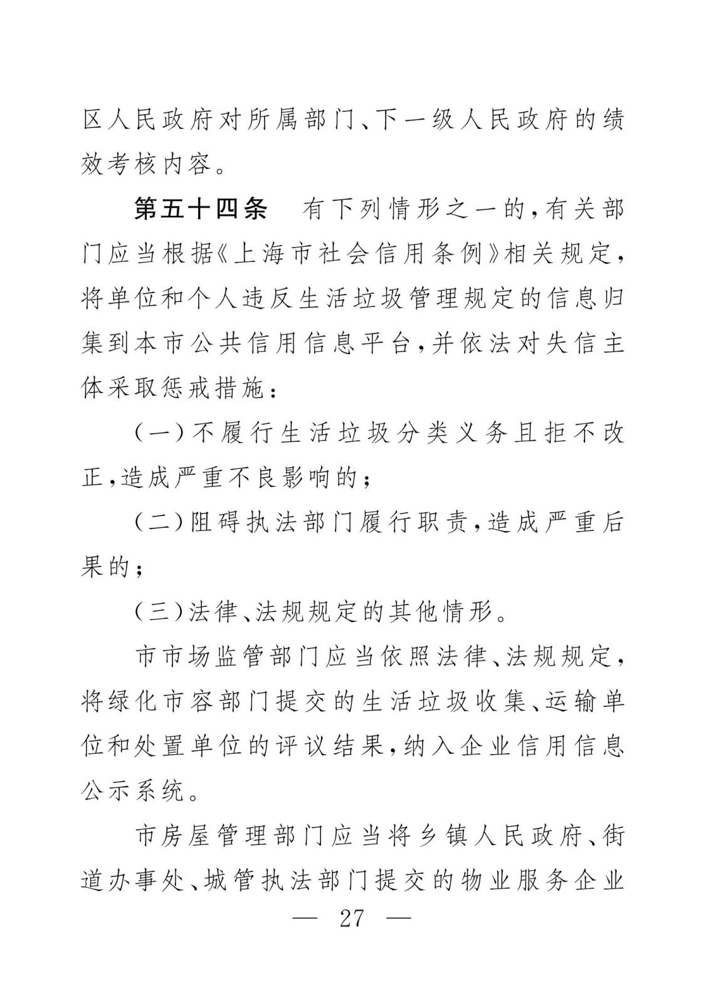 区人民政府对所属部门、下一级人民政府的绩
效考核内容。
第五十四条　有下列情形之一的，有关部
门应当根据《上海市社会信用条例》相关规定，
将单位和个人违反生活垃圾管理规定的信息归
集到本市公共信用信息平台，并依法对失信主
体采取惩戒措施：
（一）不履行生活垃圾分类义务且拒不改
正，造成严重不良影响的；
（二）阻碍执法部门履行职责，造成严重后
果的；
（三）法律、法规规定的其他情形。
市市场监管部门应当依照法律、法规规定，
将绿化市容部门提交的生活垃圾收集、运输单
位和处置单位的评议结果，纳入企业信用信息
公示系统。
市房屋管理部门应当将乡镇人民政府、街
道办事处、城管执法部门提交的物业服务企业
— 27 —